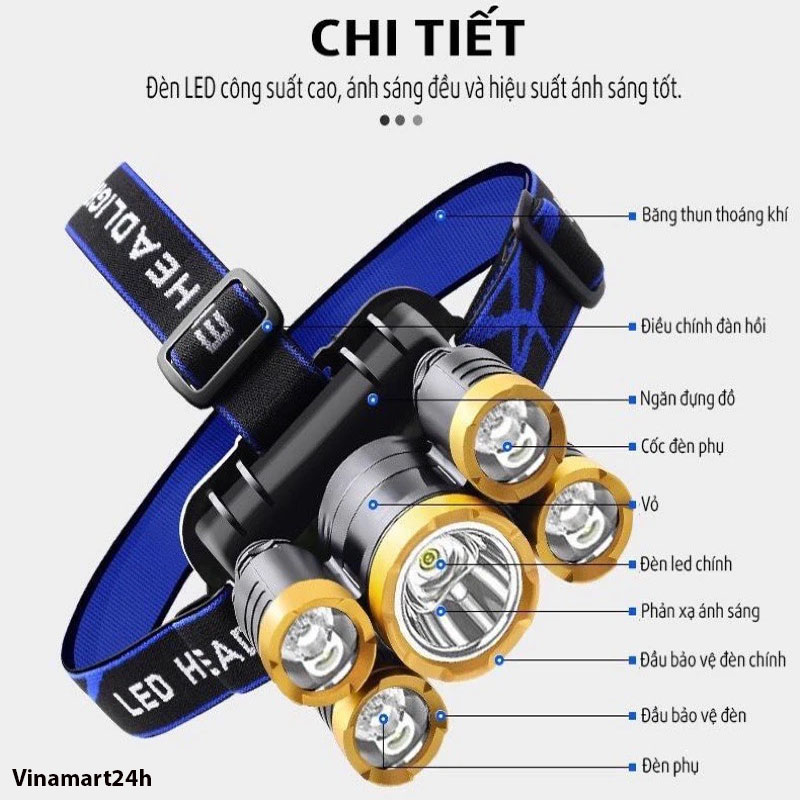 CHI TIẾT
Đèn LED công suất cao, ánh sáng đều và hiệu suất ánh sáng tốt.
HEADLIGH
E
Băng thun thoáng khí
Điều chỉnh đàn hồi
Ngăn đựng đồ
Cốc đèn phụ
Vỏ
Đèn led chính
Phản xạ ánh sáng
Đầu bảo vệ đèn chính
Đầu bảo vệ đèn
Đèn phụ
LED HEAD
Vinamart24h